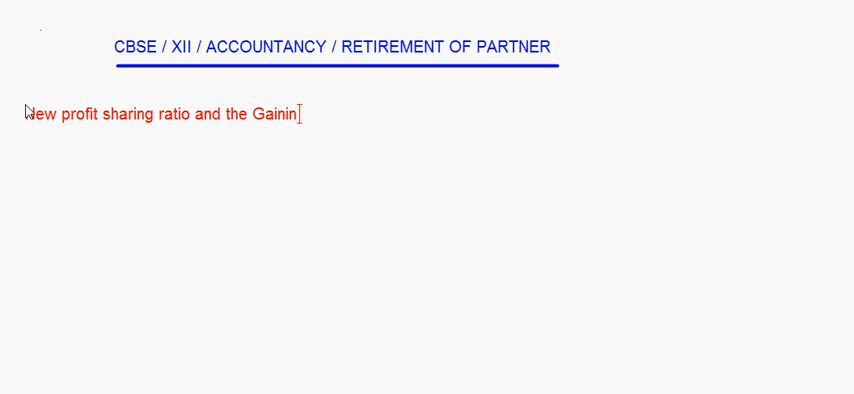 CBSE / XII / ACCOUNTANCY / RETIREMENT OF PARTNER
New profit sharing ratio and the Gainin